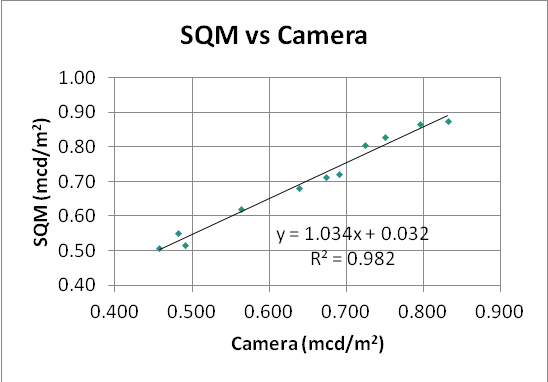 SQM vs Camera
SQM (mcd/m²)
1.00
0.90
0.80
0.70
0.60
0.50
0.40
y = 1.034x + 0.032
R² = 0.982
0.400 0.500 0.600 0.700 0.800 0.900
Camera (mcd/m²)